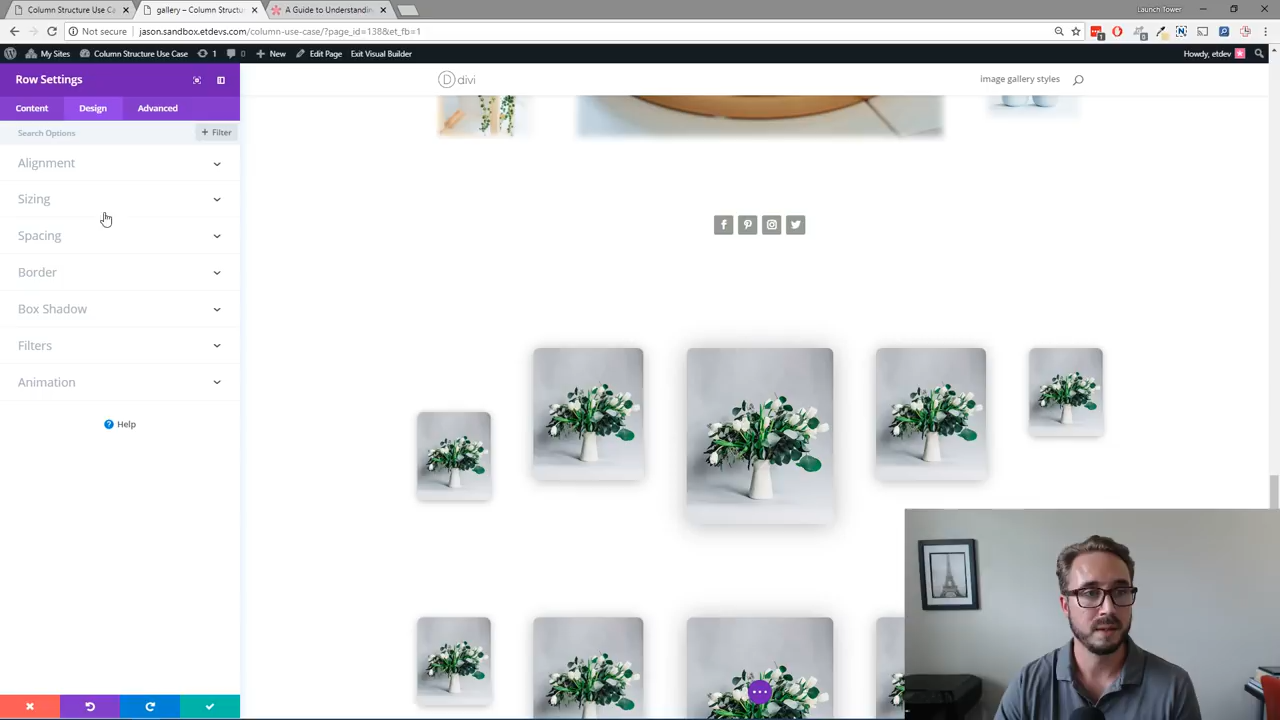 Column Structure Use Ca
gallery – Column Structu
A Guide to Understandin
Launch Tower
Not secure
jason.sandbox.etdevs.com/column-use-case/?page_id=138&et_fb=1
My Sites
Column Structure Use Case
1
0
New
Edit Page
Exit Visual Builder
Howdy, etdev
Row Settings
Content
Design
Advanced
Search Options
+ Filter
Alignment
Sizing
Spacing
Border
Box Shadow
Filters
Animation
Help
D divi
image gallery styles